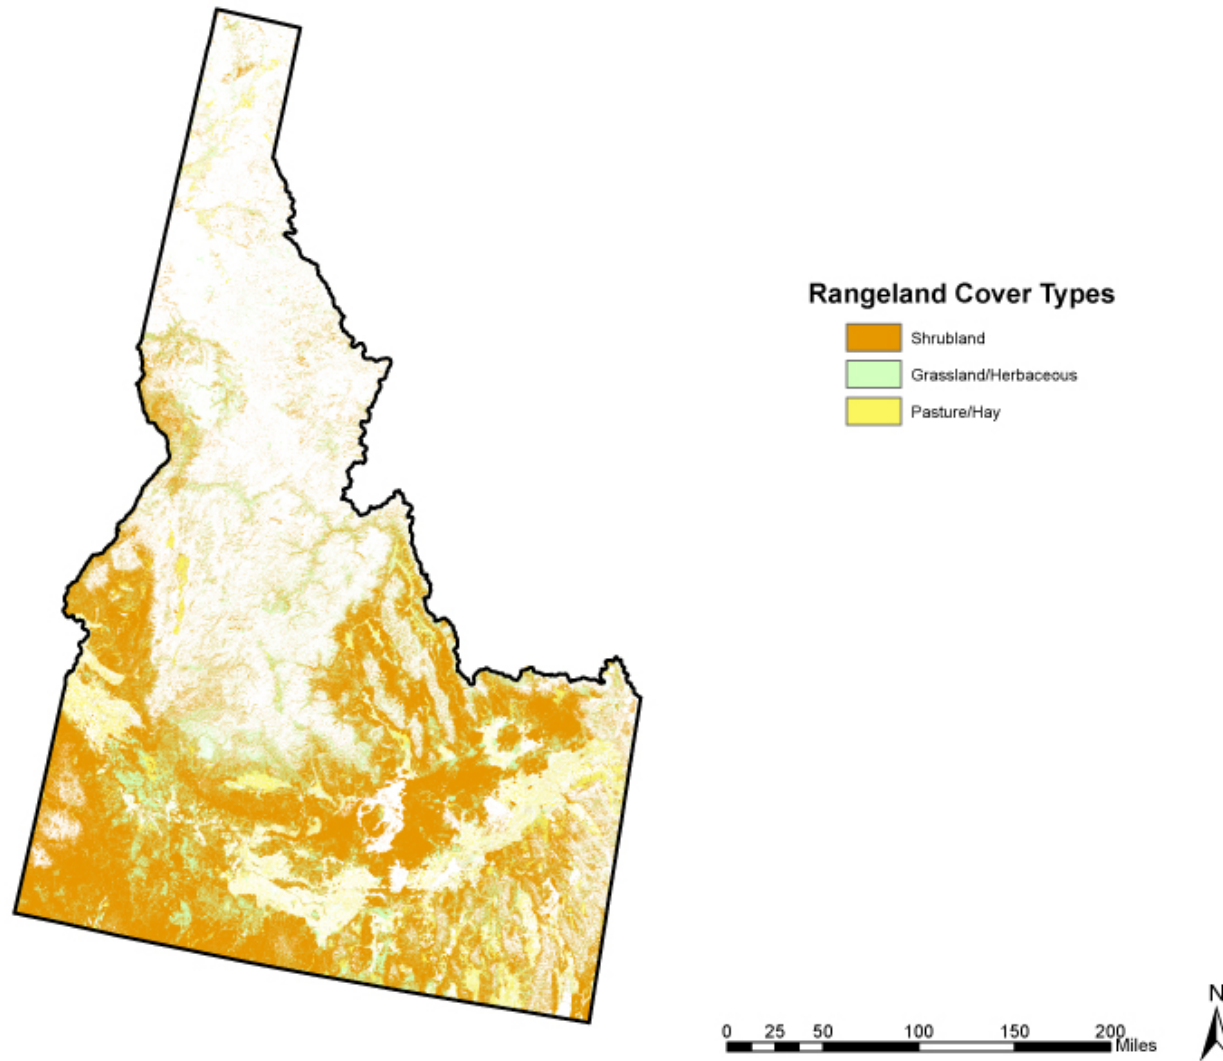 Rangeland Cover Types
Shrubland
Grassland/Herbaceous
Pasture/Hay
N
0 25 50 100 150 200
Miles